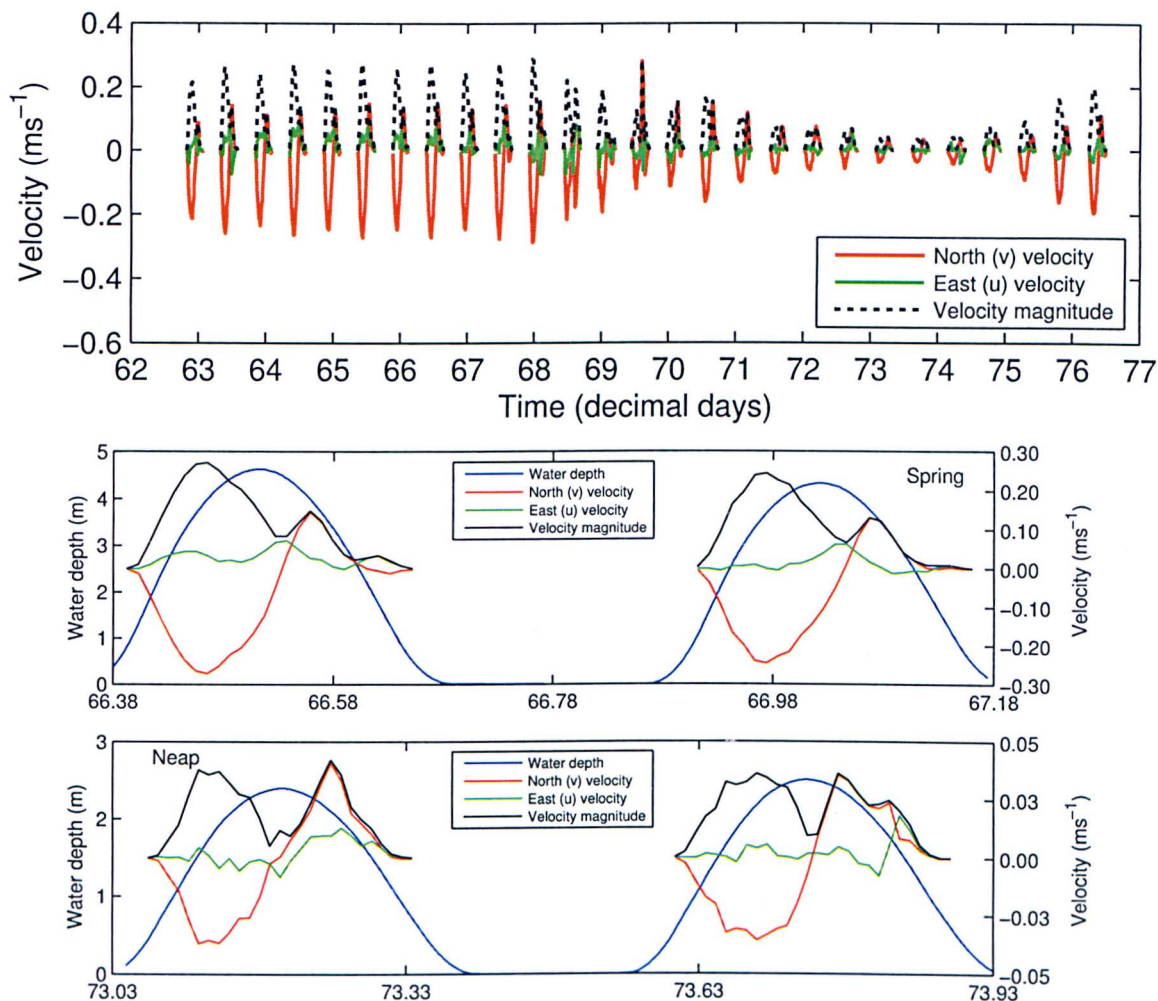 0.4
0.2
0
−0.2
−0.4
−0.6
Velocity (ms⁻¹)
North (v) velocity
East (u) velocity
Velocity magnitude
62 63 64 65 66 67 68 69 70 71 72 73 74 75 76 77
Time (decimal days)
5
4
3
2
1
0
Water depth (m)
Water depth
North (v) velocity
East (u) velocity
Velocity magnitude
Spring
0.30
0.20
0.10
0.00
−0.10
−0.20
−0.30
Velocity (ms⁻¹)
66.38 66.58 66.78 66.98 67.18
3
2
1
0
Water depth (m)
Neap
Water depth
North (v) velocity
East (u) velocity
Velocity magnitude
0.05
0.03
0.00
−0.03
−0.05
Velocity (ms⁻¹)
73.03 73.33 73.63 73.93